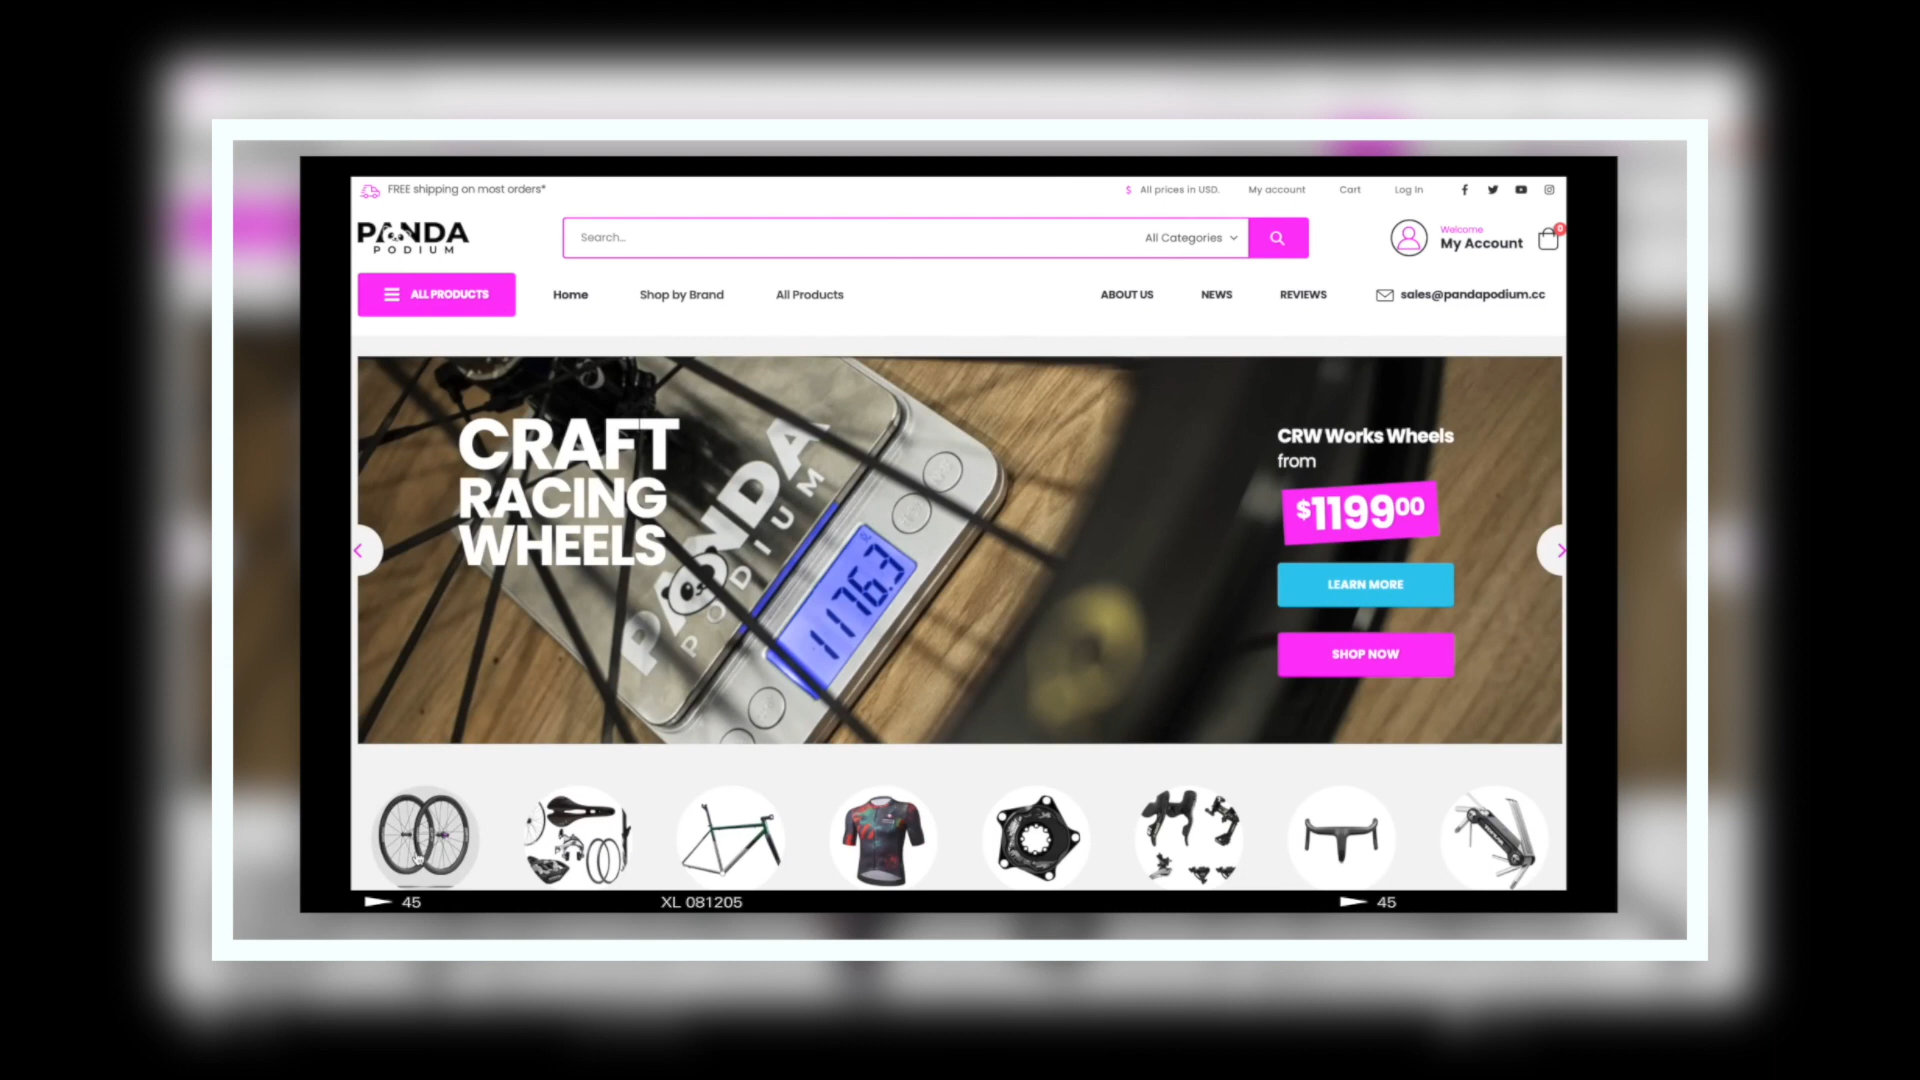 FREE shipping on most orders*
$ All prices in USD.
My account
Cart
Log In
PANDA
PODIUM
Search...
All Categories
Welcome
My Account
0
ALL PRODUCTS
Home
Shop by Brand
All Products
ABOUT US
NEWS
REVIEWS
sales@pandapodium.cc
CRAFT
RACING
WHEELS
PANDA
PODIUM
1176.3
CRW Works Wheels
from
$119900
LEARN MORE
SHOP NOW
45
XL 081205
45